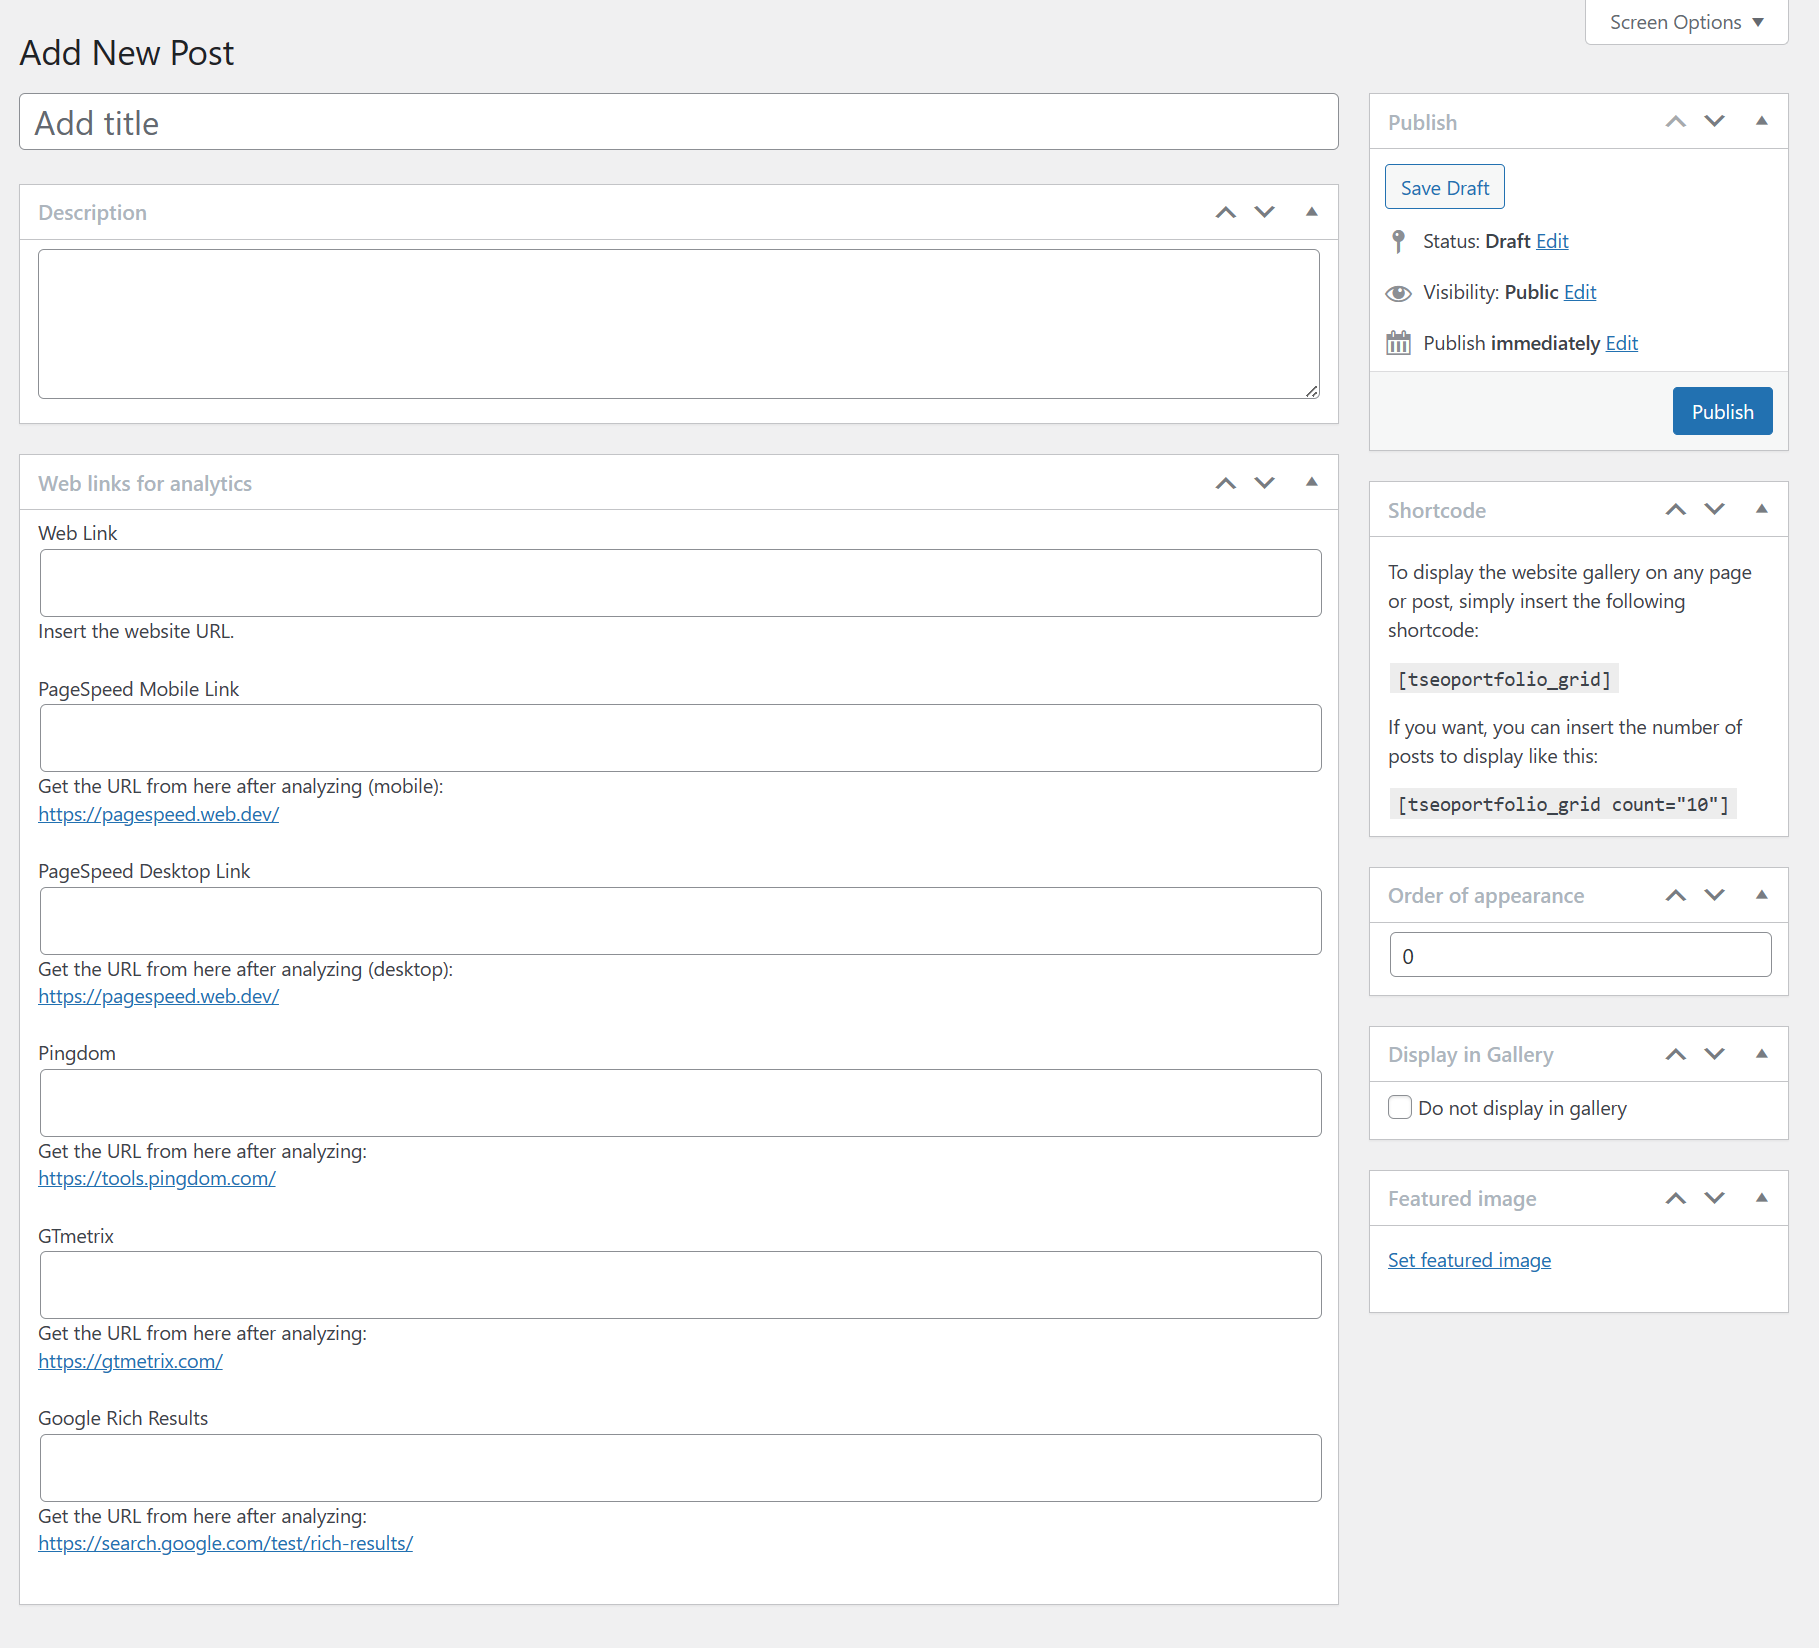 Screen Options
Add New Post
Add title
Description
Web links for analytics
Web Link
Insert the website URL.
PageSpeed Mobile Link
Get the URL from here after analyzing (mobile):
https://pagespeed.web.dev/
PageSpeed Desktop Link
Get the URL from here after analyzing (desktop):
https://pagespeed.web.dev/
Pingdom
Get the URL from here after analyzing:
https://tools.pingdom.com/
GTmetrix
Get the URL from here after analyzing:
https://gtmetrix.com/
Google Rich Results
Get the URL from here after analyzing:
https://search.google.com/test/rich-results/
Publish
Save Draft
Status: Draft Edit
Visibility: Public Edit
Publish immediately Edit
Publish
Shortcode
To display the website gallery on any page
or post, simply insert the following
shortcode:
[tseoportfolio_grid]
If you want, you can insert the number of
posts to display like this:
[tseoportfolio_grid count="10"]
Order of appearance
0
Display in Gallery
Do not display in gallery
Featured image
Set featured image